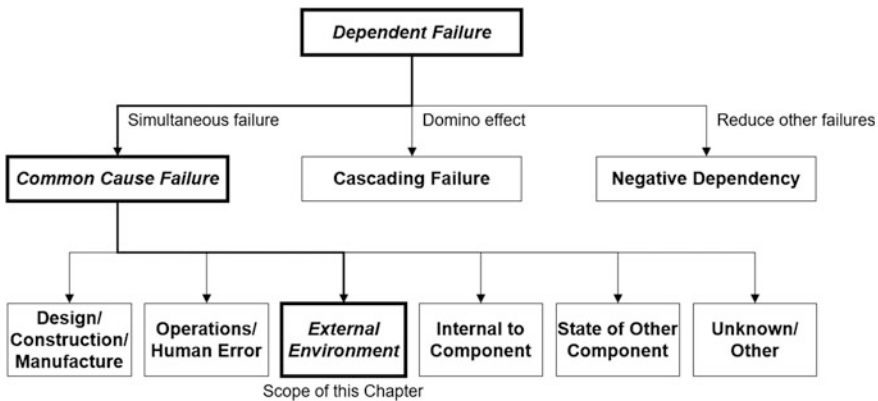 Dependent Failure
Simultaneous failure
Domino effect
Reduce other failures
Common Cause Failure
Cascading Failure
Negative Dependency
Design/
Construction/
Manufacture
Operations/
Human Error
External
Environment
Internal to
Component
State of Other
Component
Unknown/
Other
Scope of this Chapter